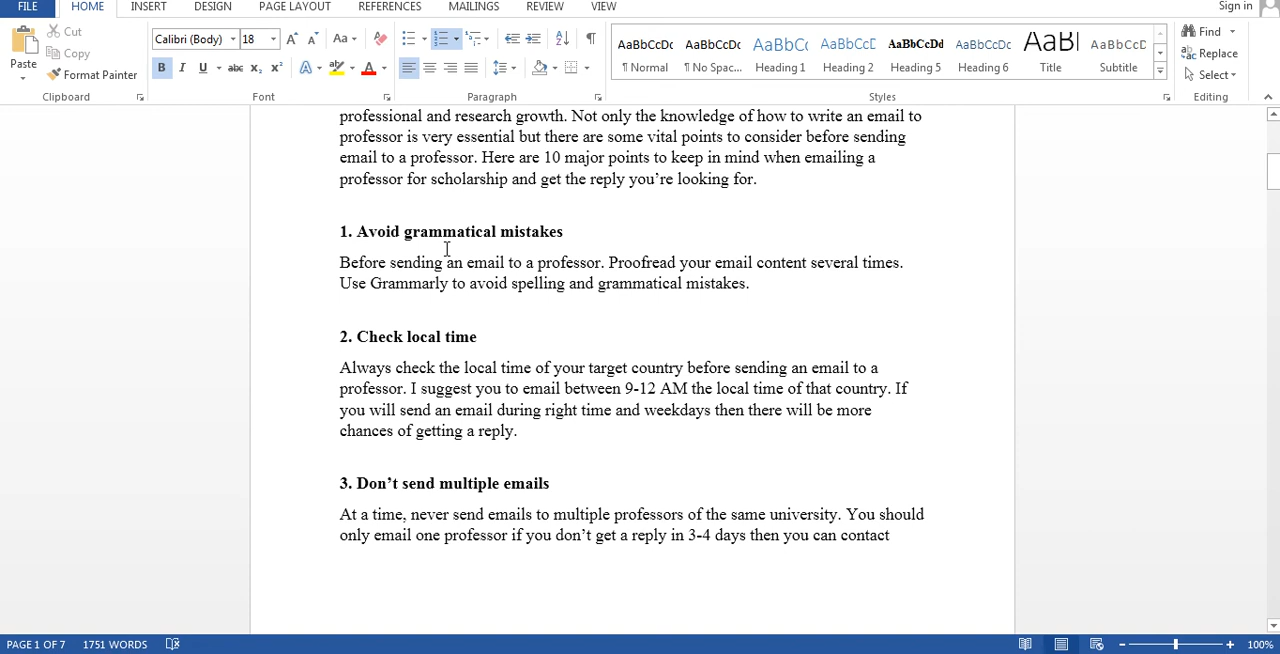 FILE HOME INSERT DESIGN PAGE LAYOUT REFERENCES MAILINGS REVIEW VIEW Sign in
Cut
Copy
Format Painter
Paste
Clipboard
Calibri (Body) 18
Font
Paragraph
AaBbCcDc AaBbCcDc AaBbCc AaBbCcD AaBbCcDd AaBbCcDc AaBl AaBbCcD
¶ Normal ¶ No Spac... Heading 1 Heading 2 Heading 5 Heading 6 Title Subtitle
Styles
Find
Replace
Select
Editing
professional and research growth. Not only the knowledge of how to write an email to
professor is very essential but there are some vital points to consider before sending
email to a professor. Here are 10 major points to keep in mind when emailing a
professor for scholarship and get the reply you’re looking for.
1. Avoid grammatical mistakes
Before sending an email to a professor. Proofread your email content several times.
Use Grammarly to avoid spelling and grammatical mistakes.
2. Check local time
Always check the local time of your target country before sending an email to a
professor. I suggest you to email between 9-12 AM the local time of that country. If
you will send an email during right time and weekdays then there will be more
chances of getting a reply.
3. Don’t send multiple emails
At a time, never send emails to multiple professors of the same university. You should
only email one professor if you don’t get a reply in 3-4 days then you can contact
PAGE 1 OF 7 1751 WORDS 100%